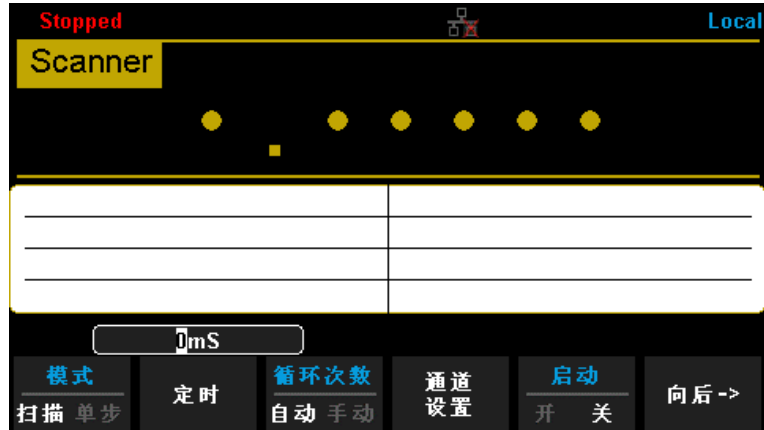 Stopped Local
Scanner
0mS
模式 定时 循环次数 通道设置 启动 向后->
扫描 单步 自动 手动 开 关